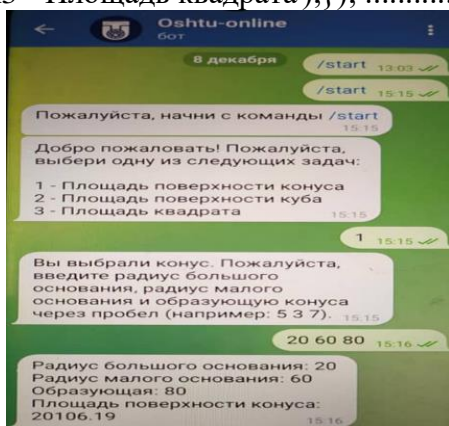 Площадь квадрата
Oshtu-online
бот
8 декабря
/start 13:03
/start 15:15
Пожалуйста, начни с команды /start
15:15
Добро пожаловать! Пожалуйста,
выбери одну из следующих задач:
1 - Площадь поверхности конуса
2 - Площадь поверхности куба
3 - Площадь квадрата
15:15
1 15:15
Вы выбрали конус. Пожалуйста,
введите радиус большого
основания, радиус малого
основания и образующую конуса
через пробел (например: 5 3 7). 15:15
20 60 80 15:16
Радиус большого основания: 20
Радиус малого основания: 60
Образующая: 80
Площадь поверхности конуса:
20106.19
15:16